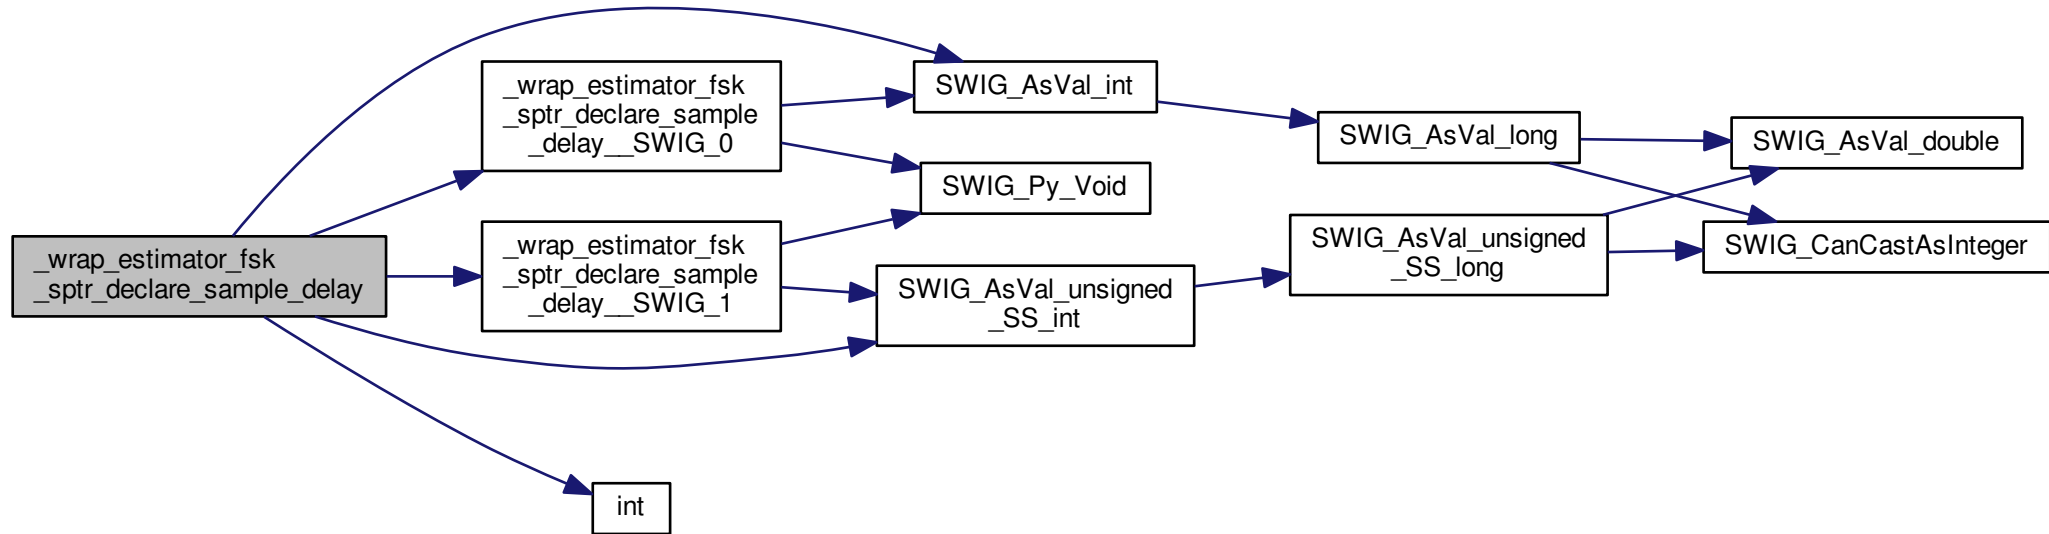 _wrap_estimator_fsk
_sptr_declare_sample_delay
_wrap_estimator_fsk
_sptr_declare_sample
_delay__SWIG_0
_wrap_estimator_fsk
_sptr_declare_sample
_delay__SWIG_1
int
SWIG_AsVal_int
SWIG_Py_Void
SWIG_AsVal_unsigned
_SS_int
SWIG_AsVal_long
SWIG_AsVal_unsigned
_SS_long
SWIG_AsVal_double
SWIG_CanCastAsInteger